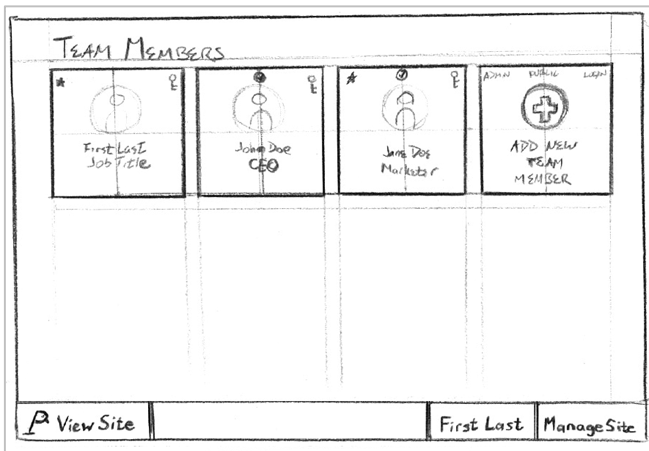 TEAM MEMBERS
First Last
Job Title
John Doe
CEO
Jane Doe
Marketer
ADMIN PUBLIC LOGIN
ADD NEW
TEAM
MEMBER
View Site
First Last
Manage Site